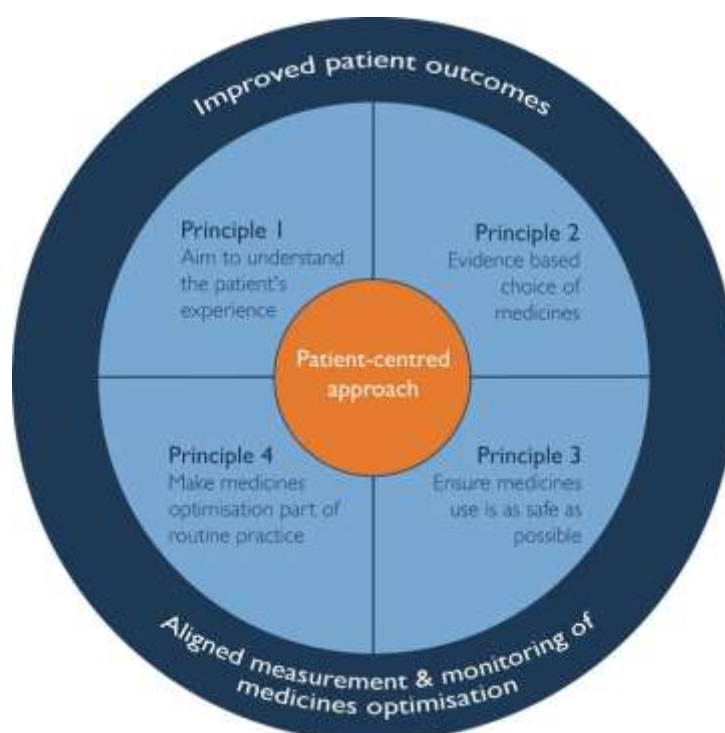 Improved patient outcomes
Principle 1
Aim to understand
the patient's
experience
Principle 2
Evidence based
choice of
medicines
Patient-centred
approach
Principle 4
Make medicines
optimisation part of
routine practice
Principle 3
Ensure medicines
use is as safe as
possible
Aligned measurement & monitoring of
medicines optimisation